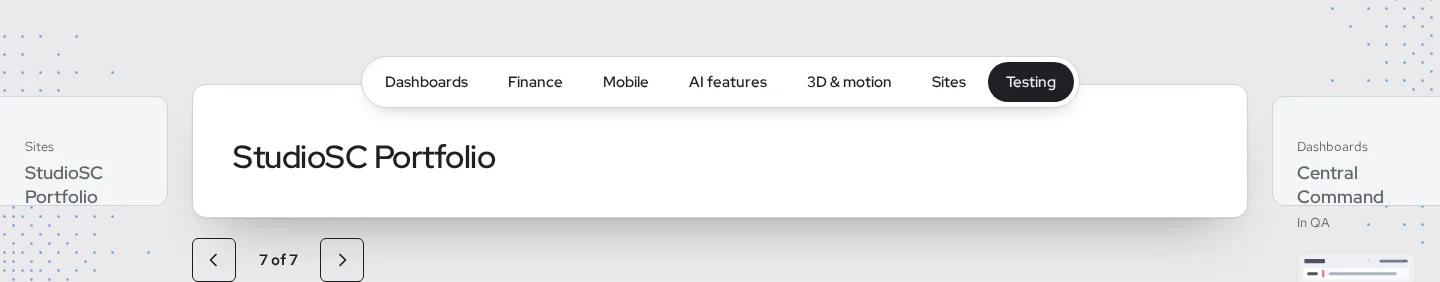 Dashboards Finance Mobile AI features 3D & motion Sites Testing
Sites
StudioSC
Portfolio
StudioSC Portfolio
Dashboards
Central
Command
In QA
7 of 7